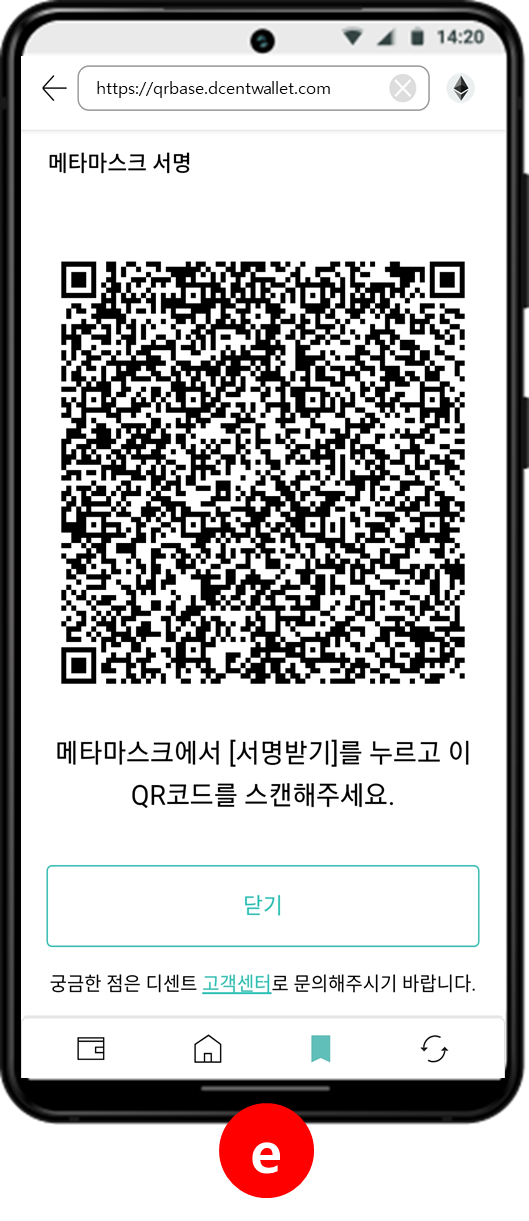 14:20
https://qrbase.dcentwallet.com
메타마스크 서명
메타마스크에서 [서명받기]를 누르고 이
QR코드를 스캔해주세요.
닫기
궁금한 점은 디센트 고객센터로 문의해주시기 바랍니다.
e